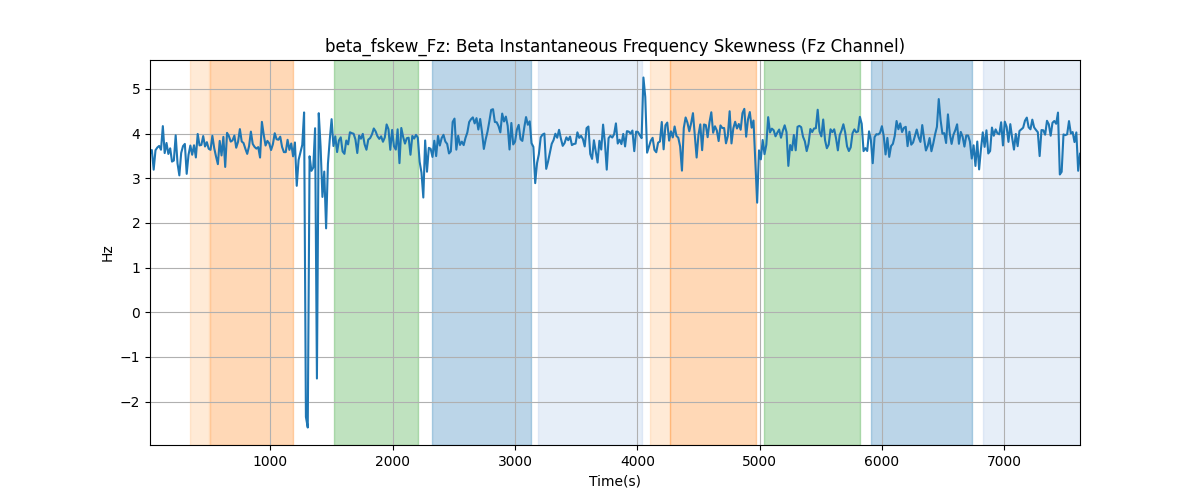 beta_fskew_Fz: Beta Instantaneous Frequency Skewness (Fz Channel)
5
4
3
2
1
0
−1
−2
Hz
1000 2000 3000 4000 5000 6000 7000
Time(s)